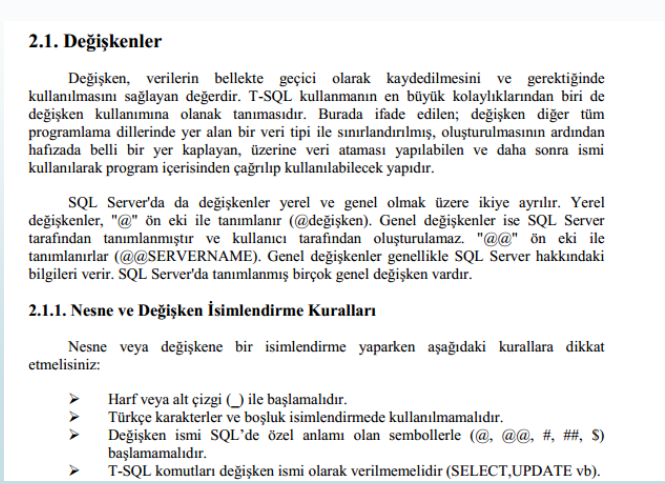 2.1. Değişkenler
Değişken, verilerin bellekte geçici olarak kaydedilmesini ve gerektiğinde
kullanılmasını sağlayan değerdir. T-SQL kullanmanın en büyük kolaylıklarından biri de
değişken kullanımına olanak tanımasıdır. Burada ifade edilen; değişken diğer tüm
programlama dillerinde yer alan bir veri tipi ile sınırlandırılmış, oluşturulmasının ardından
hafızada belli bir yer kaplayan, üzerine veri ataması yapılabilen ve daha sonra ismi
kullanılarak program içerisinden çağrılıp kullanılabilecek yapıdır.
SQL Server'da da değişkenler yerel ve genel olmak üzere ikiye ayrılır. Yerel
değişkenler, "@" ön eki ile tanımlanır (@değişken). Genel değişkenler ise SQL Server
tarafından tanımlanmıştır ve kullanıcı tarafından oluşturulamaz. "@@" ön eki ile
tanımlanırlar (@@SERVERNAME). Genel değişkenler genellikle SQL Server hakkındaki
bilgileri verir. SQL Server'da tanımlanmış birçok genel değişken vardır.
2.1.1. Nesne ve Değişken İsimlendirme Kuralları
Nesne veya değişkene bir isimlendirme yaparken aşağıdaki kurallara dikkat
etmelisiniz:
➤ Harf veya alt çizgi (_) ile başlamalıdır.
➤ Türkçe karakterler ve boşluk isimlendirmede kullanılmamalıdır.
➤ Değişken ismi SQL’de özel anlamı olan sembollerle (@, @@, #, ##, $)
başlamamalıdır.
➤ T-SQL komutları değişken ismi olarak verilmemelidir (SELECT,UPDATE vb).